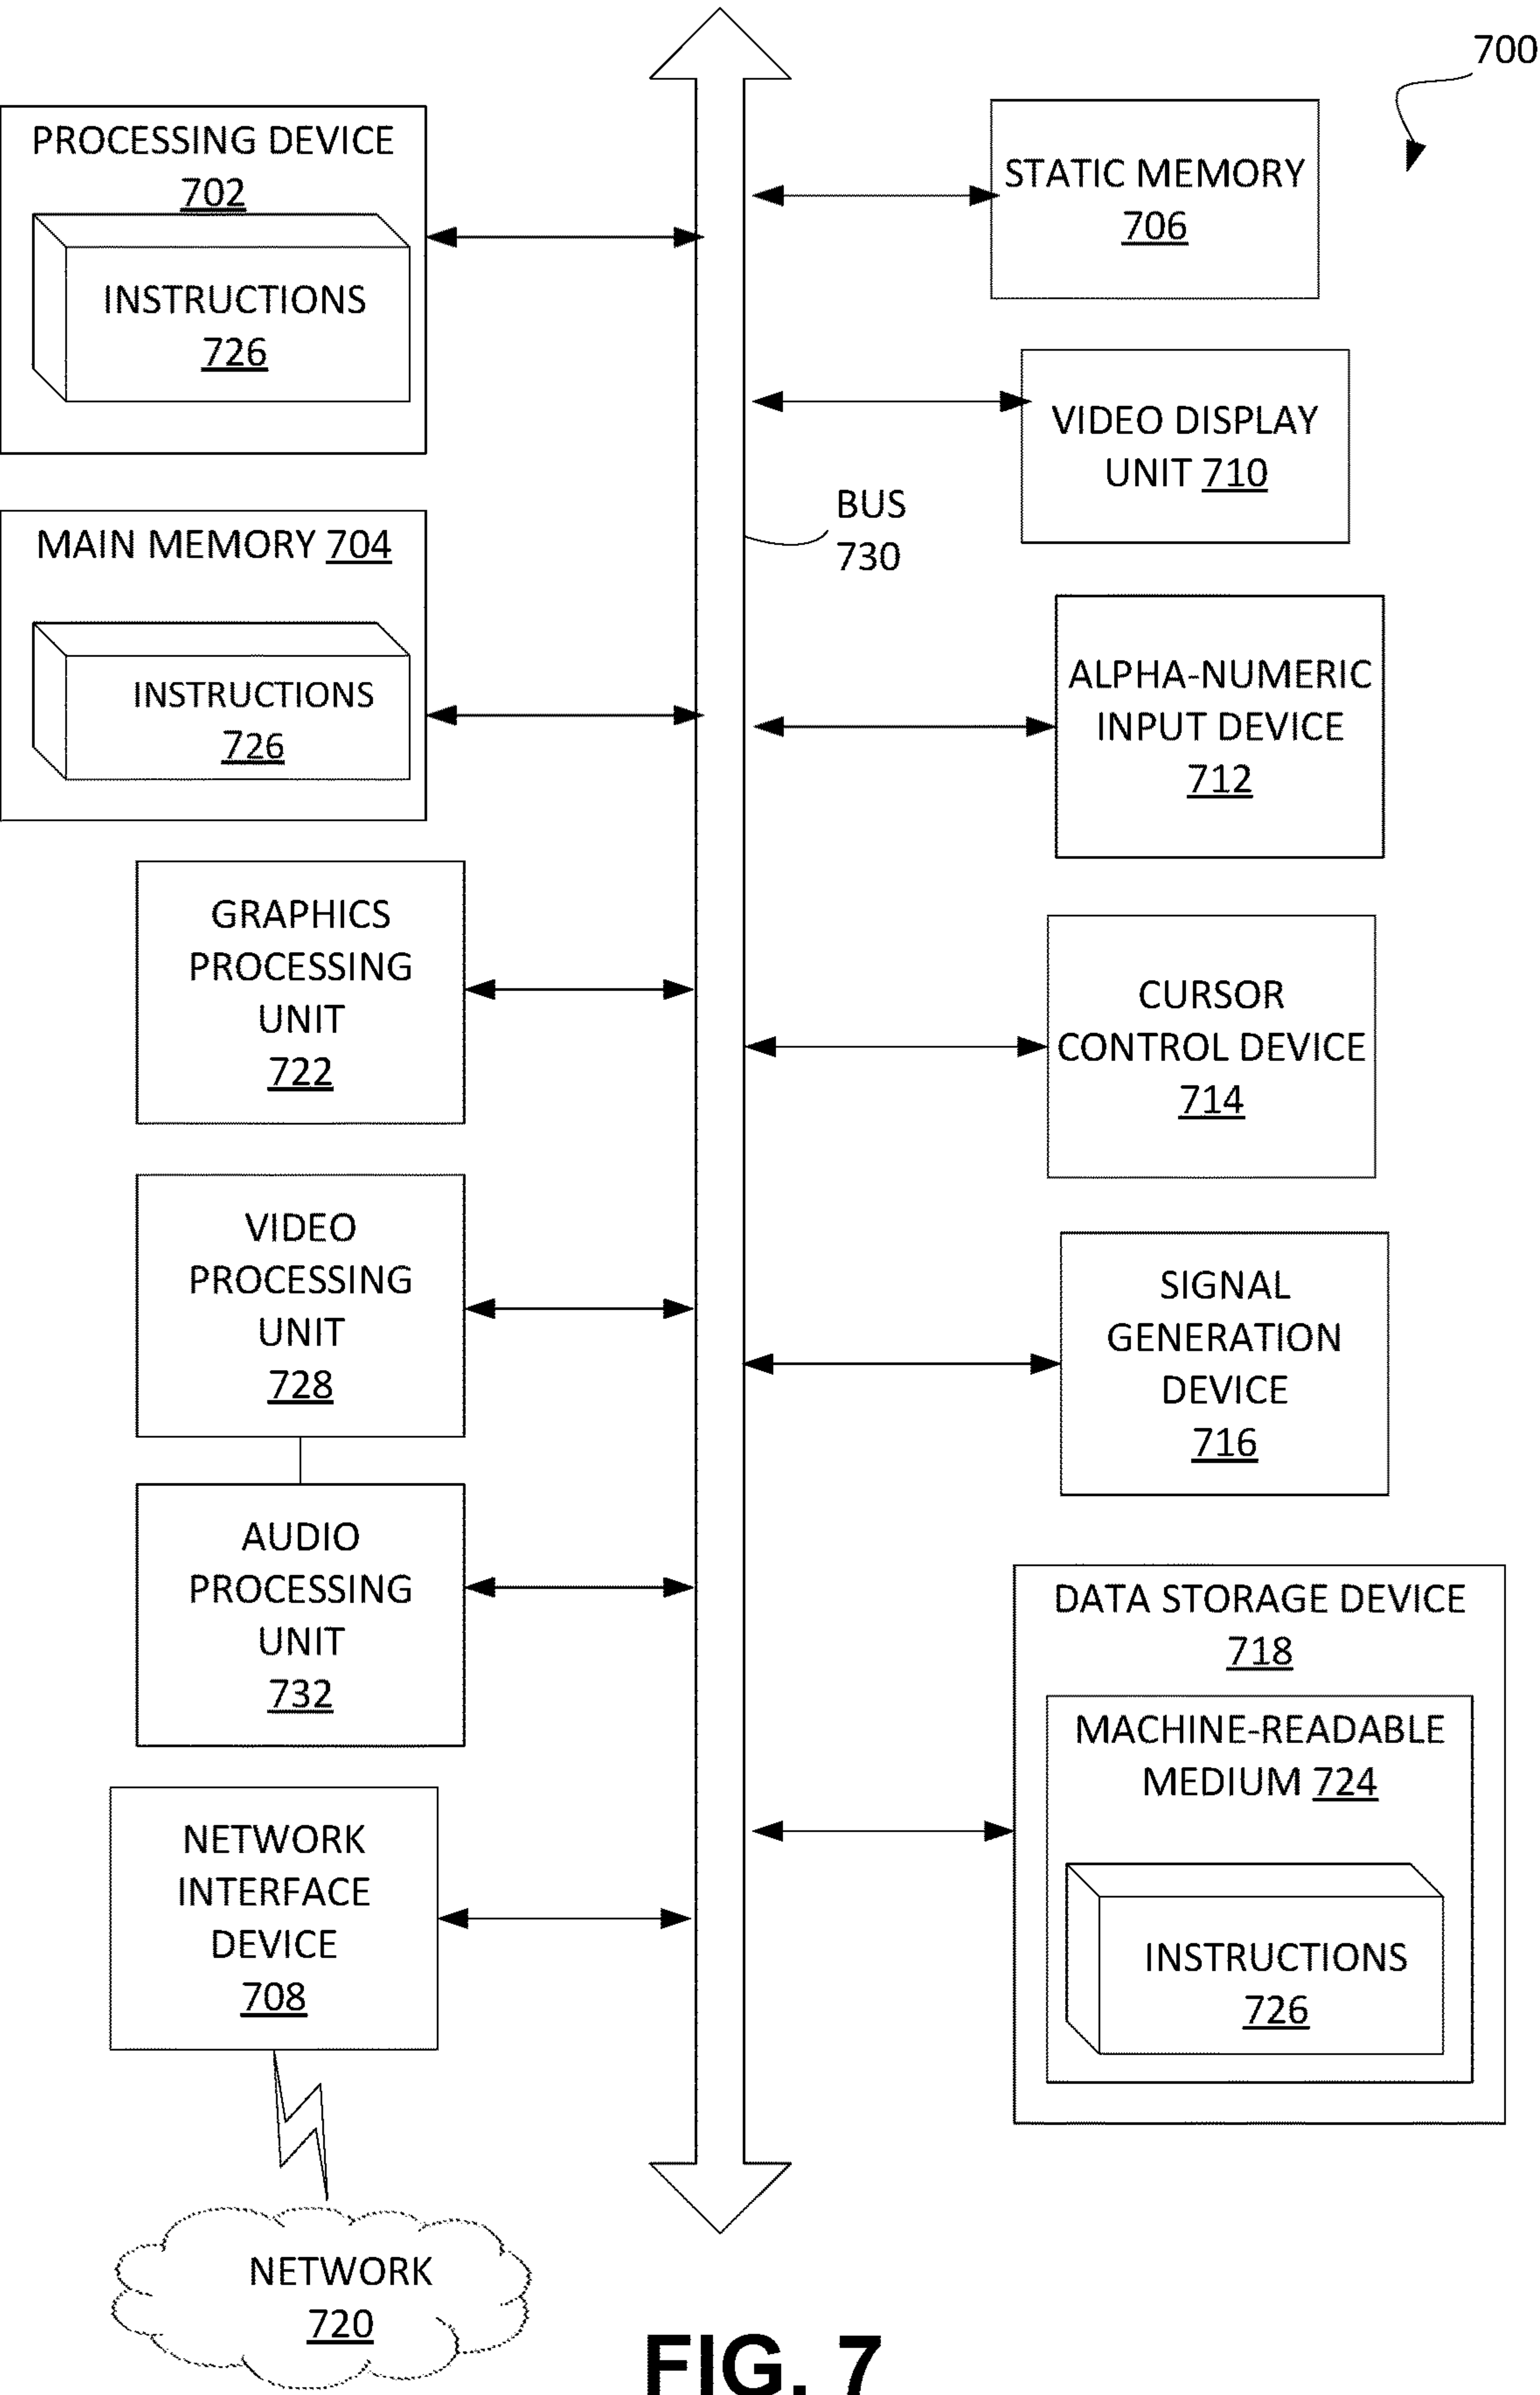 700
PROCESSING DEVICE
702
INSTRUCTIONS
726
STATIC MEMORY
706
VIDEO DISPLAY
UNIT 710
BUS
730
MAIN MEMORY 704
INSTRUCTIONS
726
ALPHA-NUMERIC
INPUT DEVICE
712
GRAPHICS
PROCESSING
UNIT
722
CURSOR
CONTROL DEVICE
714
VIDEO
PROCESSING
UNIT
728
SIGNAL
GENERATION
DEVICE
716
AUDIO
PROCESSING
UNIT
732
DATA STORAGE DEVICE
718
MACHINE-READABLE
MEDIUM 724
INSTRUCTIONS
726
NETWORK
INTERFACE
DEVICE
708
NETWORK
720
FIG. 7